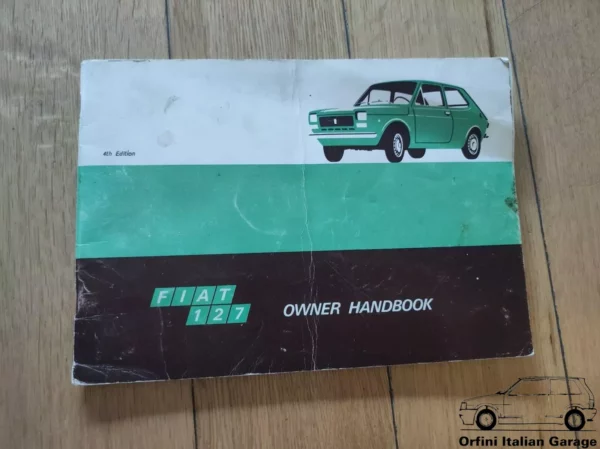 4th Edition
FIAT
127
OWNER HANDBOOK
Orfini Italian Garage